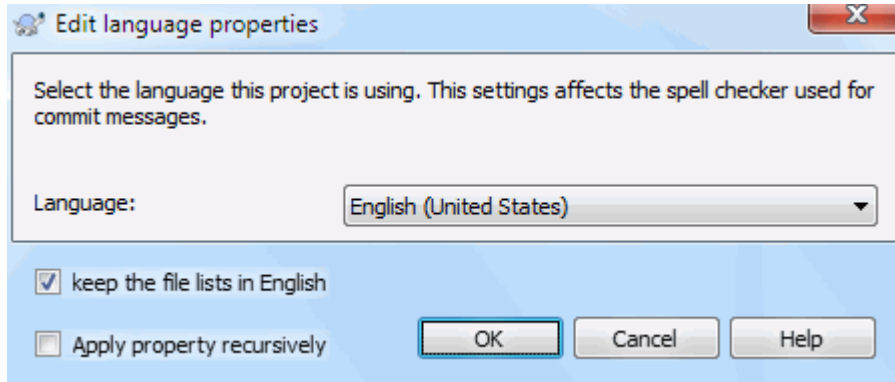 Edit language properties
Select the language this project is using. This settings affects the spell checker used for
commit messages.
Language: English (United States)
keep the file lists in English
Apply property recursively OK Cancel Help